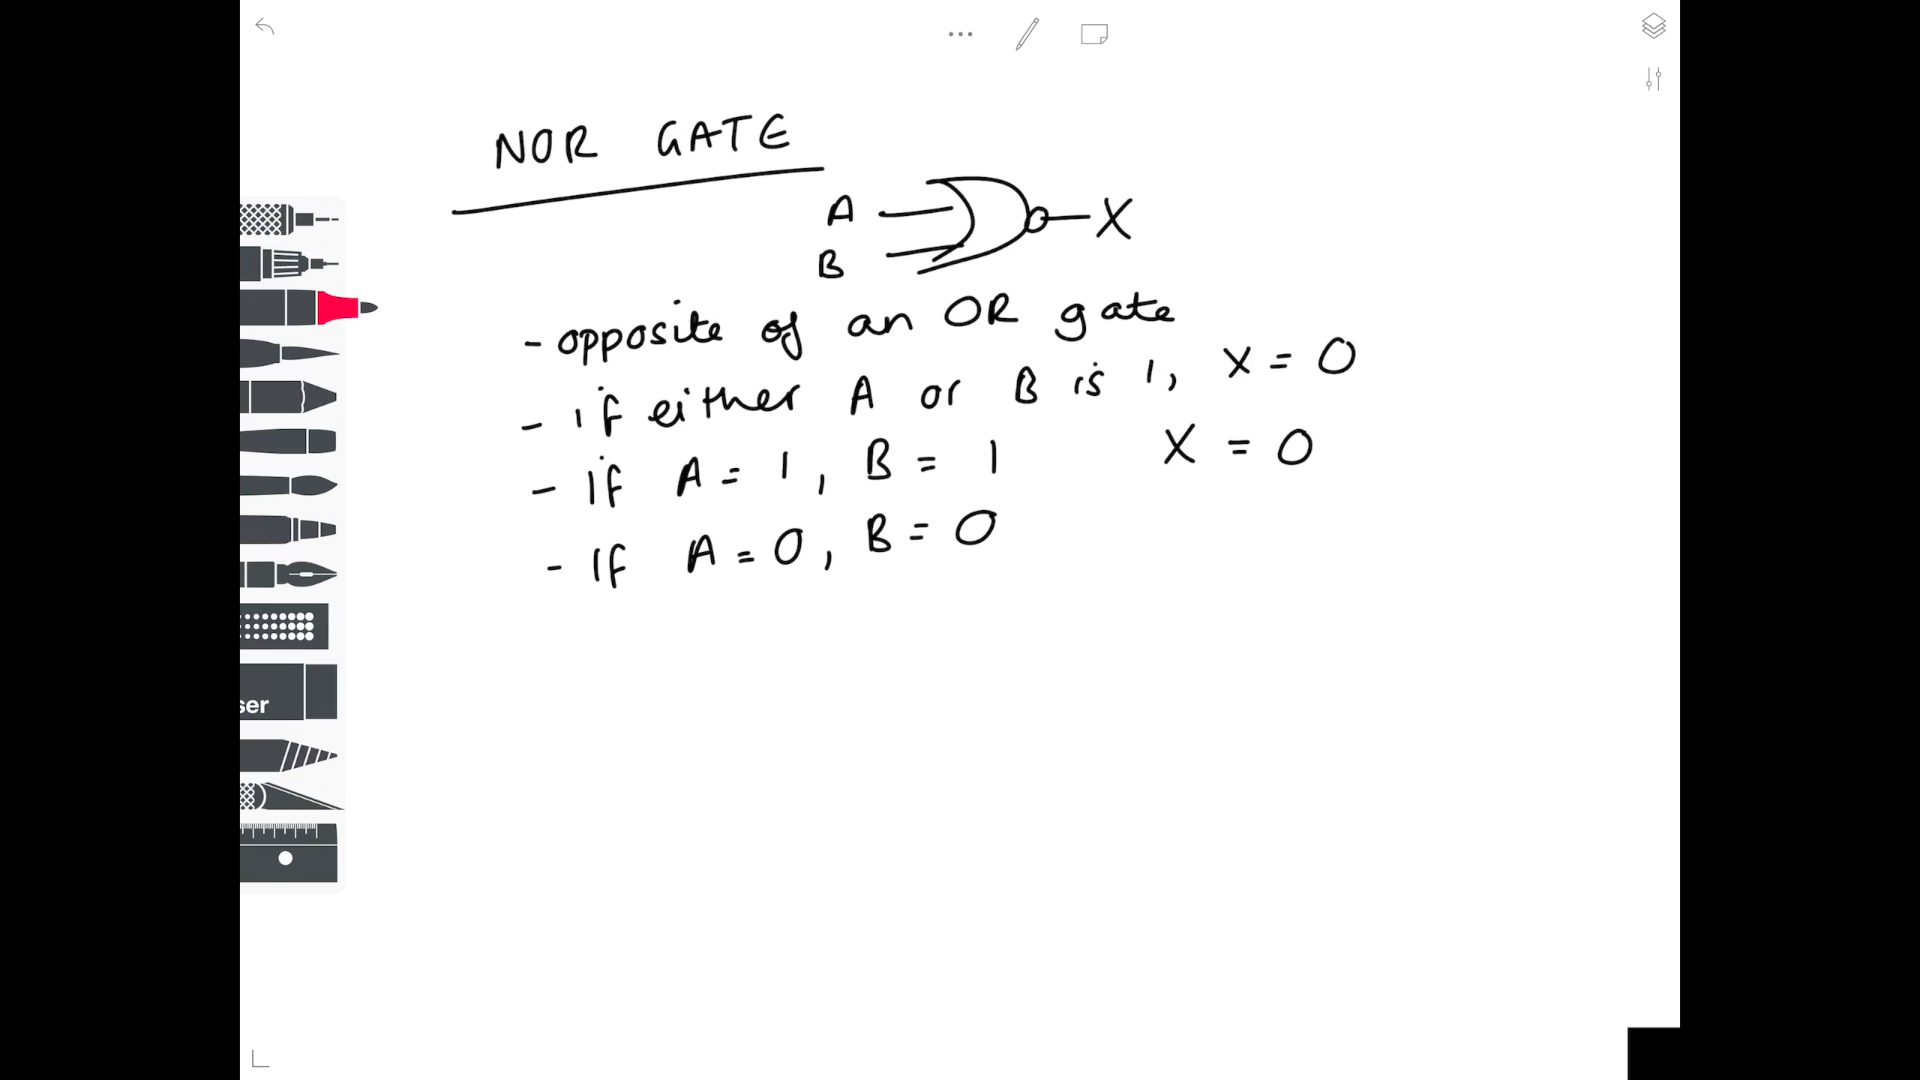 NOR GATE
A
X
B
- opposite of an OR gate
- if either A or B is 1, X = 0
- If A = 1, B = 1 X = 0
- If A = 0, B = 0
ser